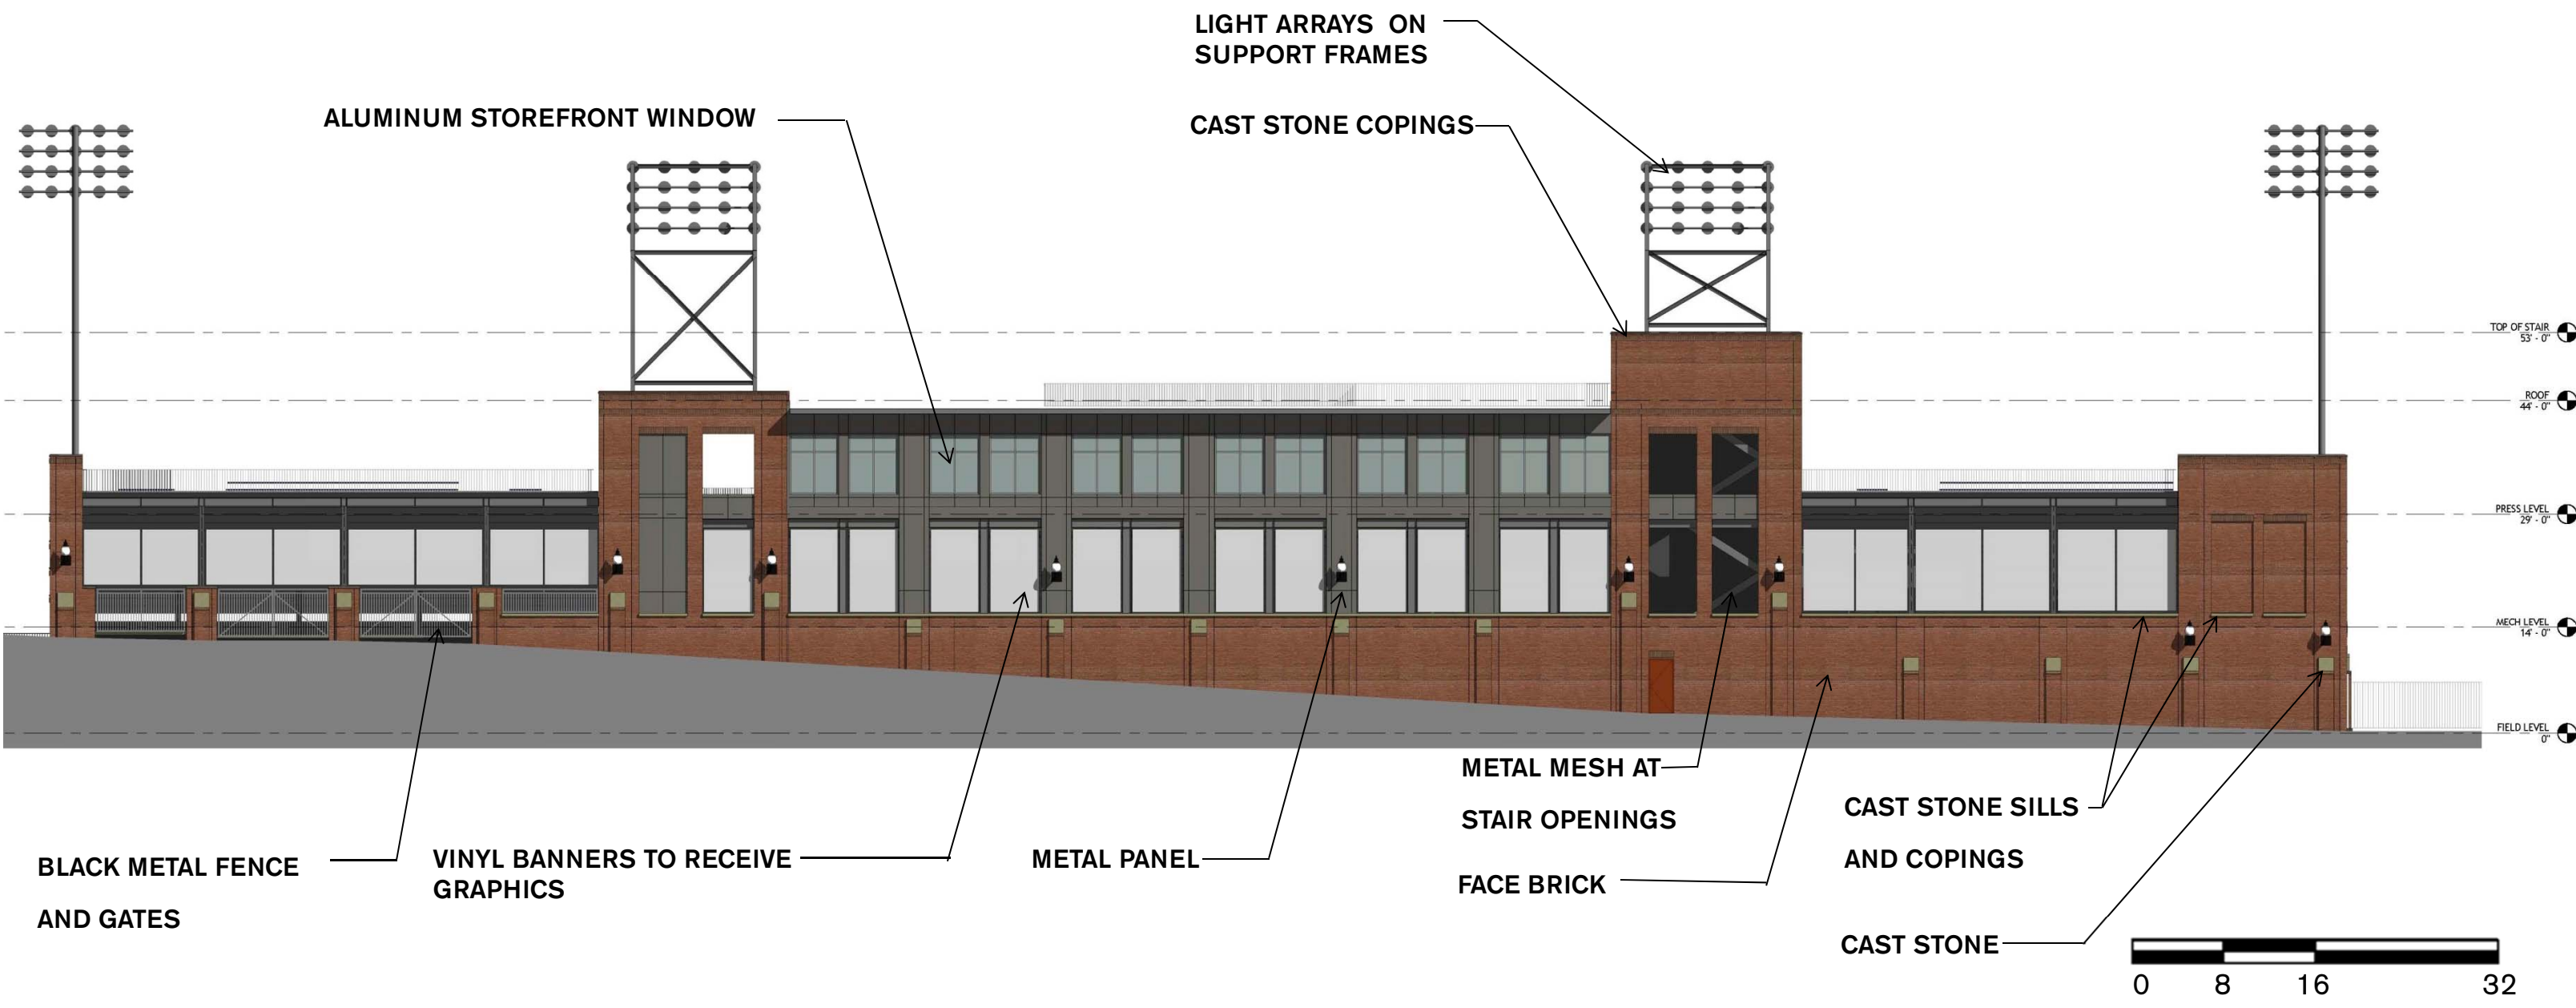 LIGHT ARRAYS ON
SUPPORT FRAMES
ALUMINUM STOREFRONT WINDOW
CAST STONE COPINGS
TOP OF STAIR
53' - 0"
ROOF
44' - 0"
PRESS LEVEL
29' - 0"
MECH LEVEL
14' - 0"
FIELD LEVEL
0"
METAL MESH AT
STAIR OPENINGS
CAST STONE SILLS
AND COPINGS
BLACK METAL FENCE
AND GATES
VINYL BANNERS TO RECEIVE
GRAPHICS
METAL PANEL
FACE BRICK
CAST STONE
0 8 16 32